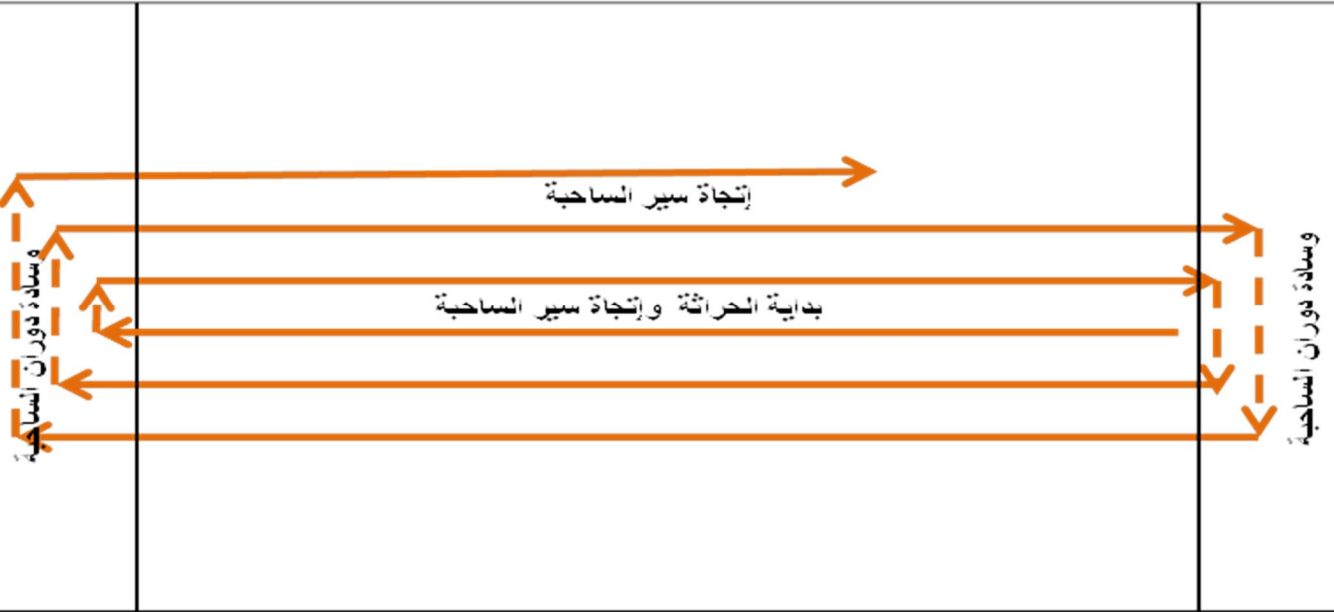 إتجاة سير الساحبة
بداية الحراثة وإتجاة سير الساحبة
وسادة دوران الساحبة
وسادة دوران الساحبة